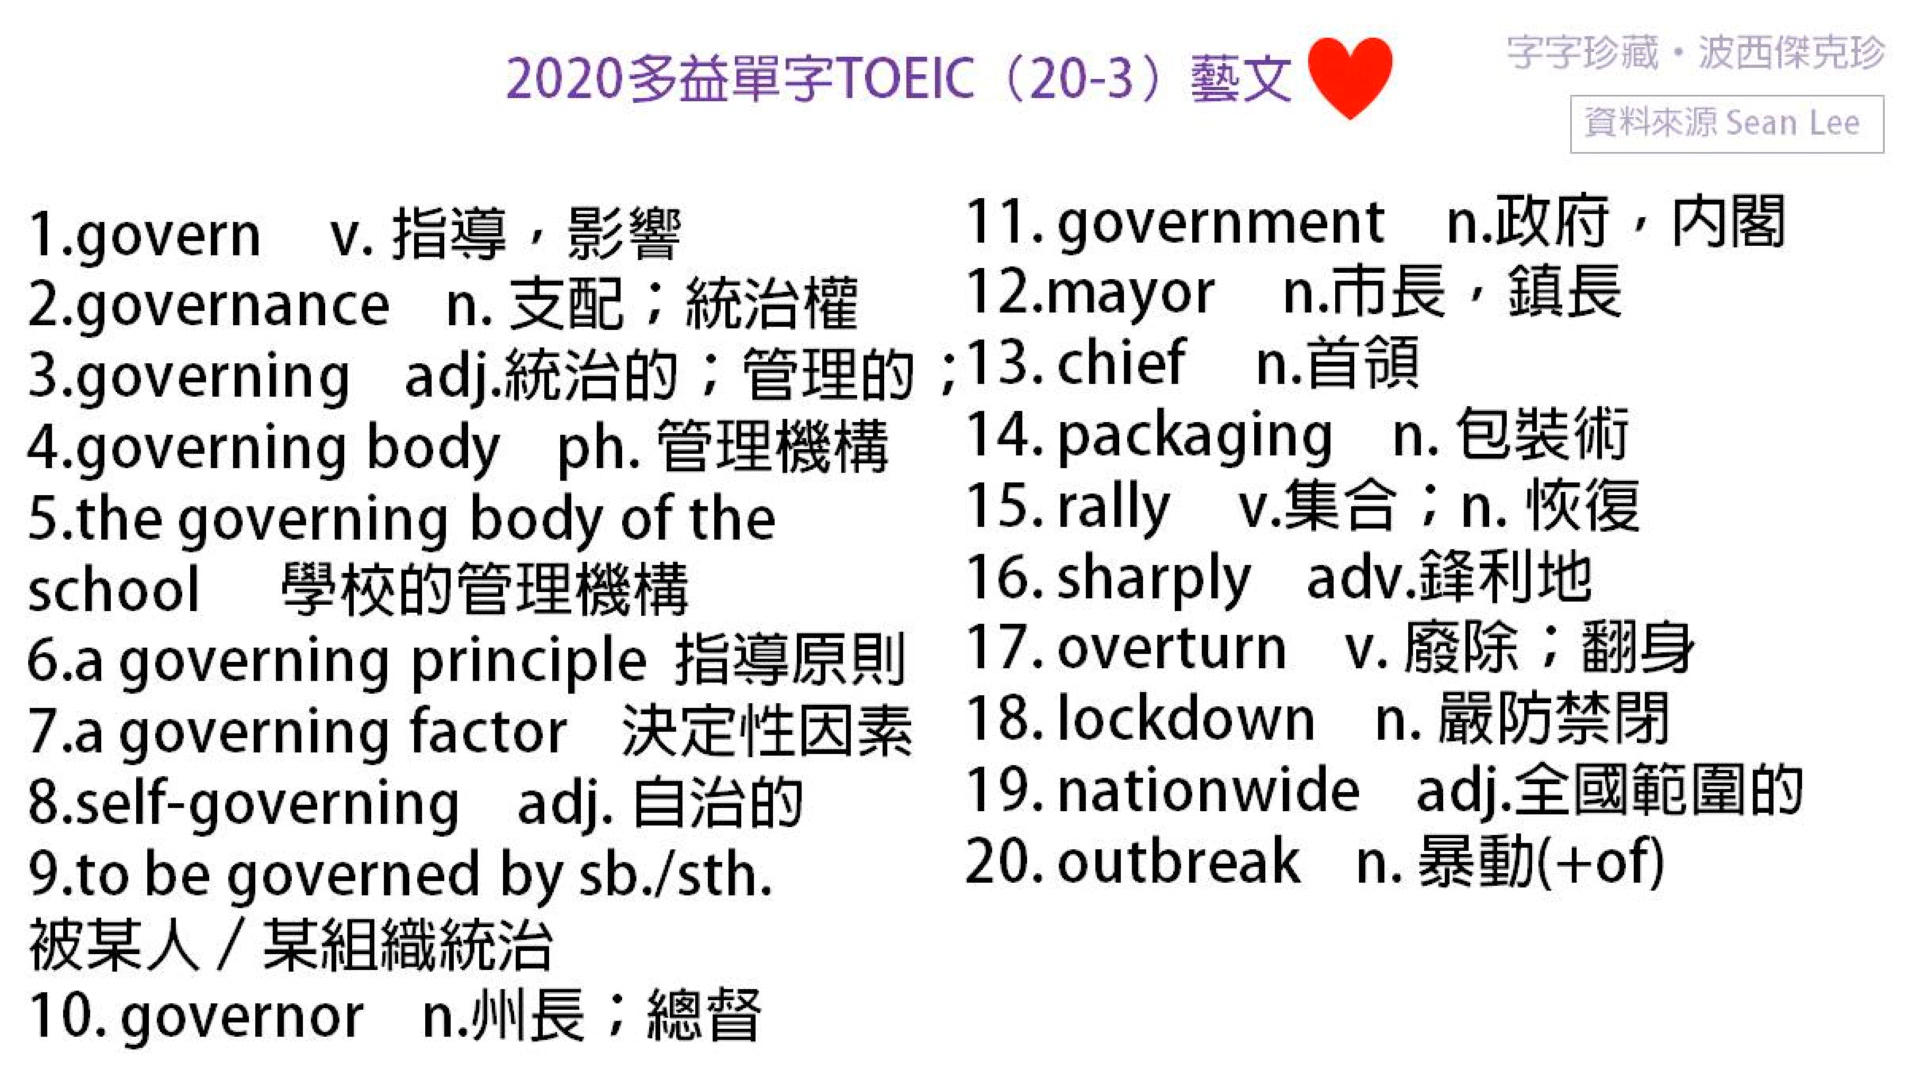 2020多益單字TOEIC（20-3）藝文
字字珍藏・波西傑克珍
資料來源 Sean Lee
1.govern v. 指導，影響
2.governance n. 支配；統治權
3.governing adj.統治的；管理的；
4.governing body ph. 管理機構
5.the governing body of the
school 學校的管理機構
6.a governing principle 指導原則
7.a governing factor 決定性因素
8.self-governing adj. 自治的
9.to be governed by sb./sth.
被某人／某組織統治
10. governor n.州長；總督
11. government n.政府，内閣
12.mayor n.市長，鎮長
13. chief n.首領
14. packaging n. 包裝術
15. rally v.集合；n. 恢復
16. sharply adv.鋒利地
17. overturn v. 廢除；翻身
18. lockdown n. 嚴防禁閉
19. nationwide adj.全國範圍的
20. outbreak n. 暴動(+of)